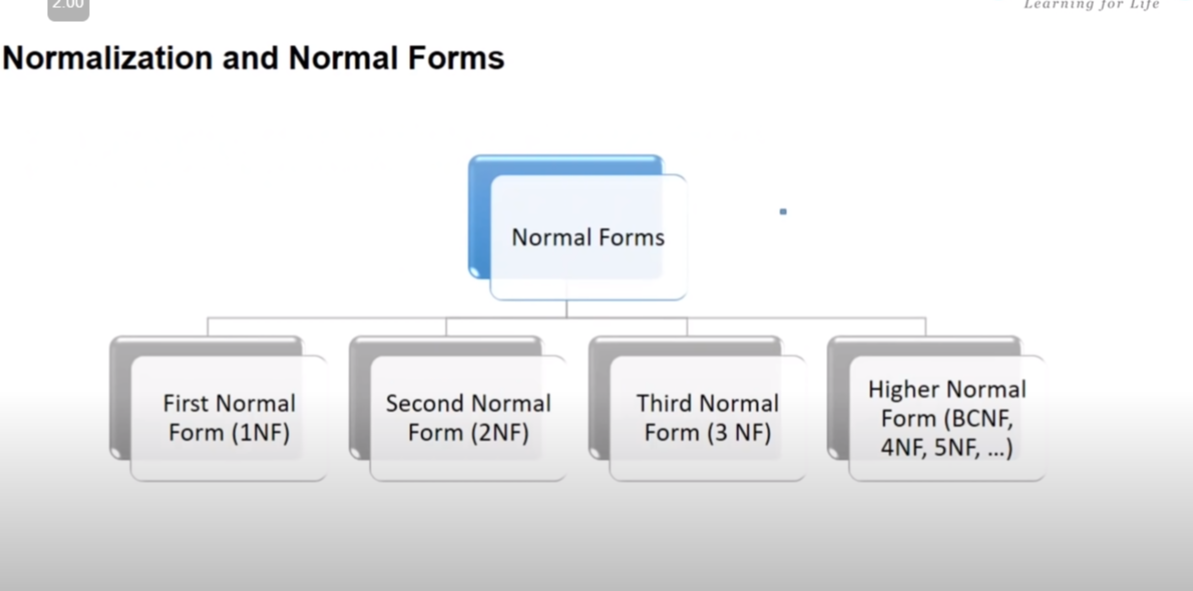 2.00
Learning for Life
Normalization and Normal Forms
Normal Forms
First Normal
Form (1NF)
Second Normal
Form (2NF)
Third Normal
Form (3 NF)
Higher Normal
Form (BCNF,
4NF, 5NF, ...)